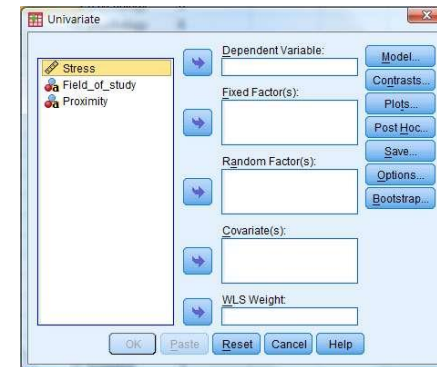 Univariate
Stress
Field_of_study
Proximity
Dependent Variable:
Fixed Factor(s):
Random Factor(s):
Covariate(s):
WLS Weight:
Model...
Contrasts...
Plots...
Post Hoc...
Save...
Options...
Bootstrap...
OK
Paste
Reset
Cancel
Help